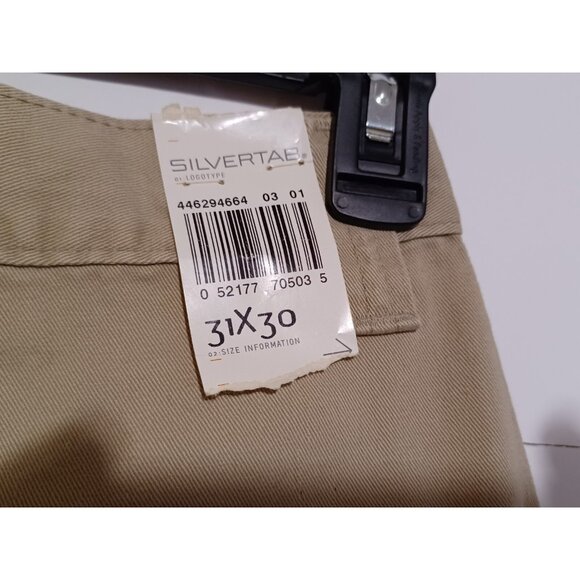 SILVERTAB.
01 LOGOTYPE
446294664 03 01
0 52177 70503 5
31X30
02: SIZE INFORMATION